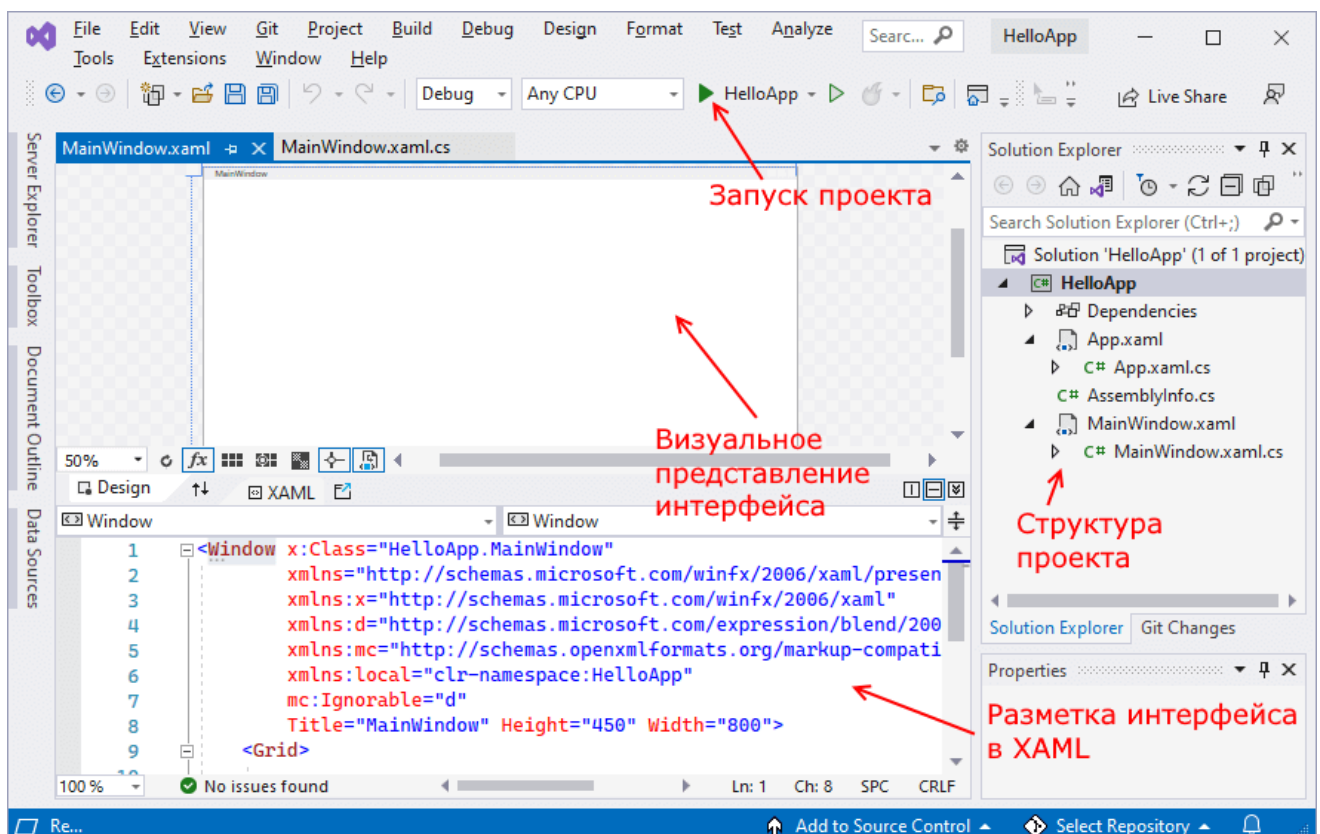 File Edit View Git Project Build Debug Design Format Test Analyze Searc... HelloApp
Tools Extensions Window Help
Debug Any CPU HelloApp Live Share
Server Explorer
Toolbox
Document Outline
Data Sources
MainWindow.xaml MainWindow.xaml.cs
MainWindow
Запуск проекта
Визуальное
представление
интерфейса
50% fx
Design XAML
Window Window
1 <Window x:Class="HelloApp.MainWindow"
2 xmlns="http://schemas.microsoft.com/winfx/2006/xaml/presen
3 xmlns:x="http://schemas.microsoft.com/winfx/2006/xaml"
4 xmlns:d="http://schemas.microsoft.com/expression/blend/200
5 xmlns:mc="http://schemas.openxmlformats.org/markup-compati
6 xmlns:local="clr-namespace:HelloApp"
7 mc:Ignorable="d"
8 Title="MainWindow" Height="450" Width="800">
9 <Grid>
100 % No issues found Ln: 1 Ch: 8 SPC CRLF
Solution Explorer
Search Solution Explorer (Ctrl+;)
Solution 'HelloApp' (1 of 1 project)
C# HelloApp
Dependencies
App.xaml
C# App.xaml.cs
C# AssemblyInfo.cs
MainWindow.xaml
C# MainWindow.xaml.cs
Структура
проекта
Solution Explorer Git Changes
Properties
Разметка интерфейса
в XAML
Re... Add to Source Control Select Repository